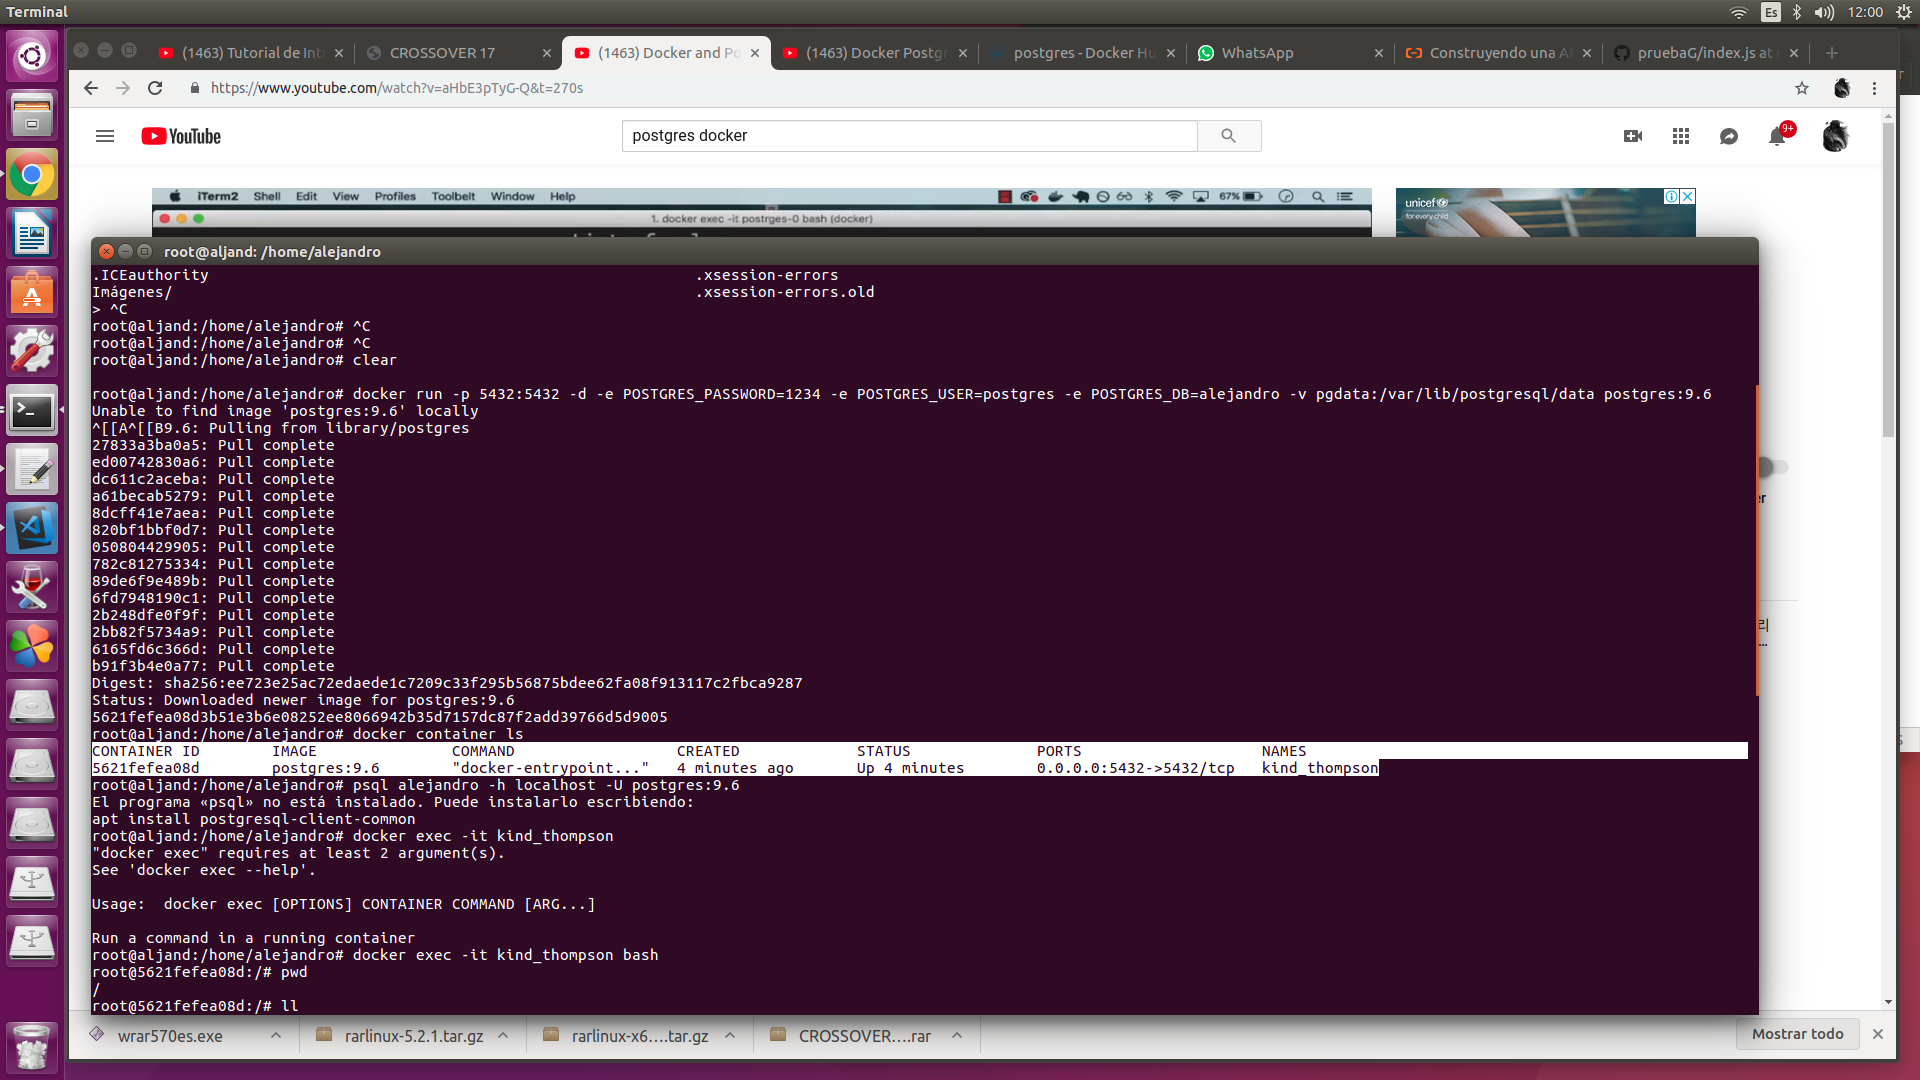 Terminal
Es
12:00
(1463) Tutorial de Int
CROSSOVER 17
(1463) Docker and Po
(1463) Docker Postgr
postgres - Docker Hu
WhatsApp
Construyendo una A
pruebaG/index.js at
https://www.youtube.com/watch?v=aHbE3pTyG-Q&t=270s
YouTube
postgres docker
9+
iTerm2 Shell Edit View Profiles Toolbelt Window Help
67%
1. docker exec -it postrges-0 bash (docker)
unicef
for every child
root@aljand: /home/alejandro
.ICEauthority .xsession-errors
Imágenes/ .xsession-errors.old
> ^C
root@aljand:/home/alejandro# ^C
root@aljand:/home/alejandro# ^C
root@aljand:/home/alejandro# clear
root@aljand:/home/alejandro# docker run -p 5432:5432 -d -e POSTGRES_PASSWORD=1234 -e POSTGRES_USER=postgres -e POSTGRES_DB=alejandro -v pgdata:/var/lib/postgresql/data postgres:9.6
Unable to find image 'postgres:9.6' locally
^[[A^[[B9.6: Pulling from library/postgres
27833a3ba0a5: Pull complete
ed00742830a6: Pull complete
dc611c2aceba: Pull complete
a61becab5279: Pull complete
8dcff41e7aea: Pull complete
820bf1bbf0d7: Pull complete
050804429905: Pull complete
782c81275334: Pull complete
89de6f9e489b: Pull complete
6fd7948190c1: Pull complete
2b248dfe0f9f: Pull complete
2bb82f5734a9: Pull complete
6165fd6c366d: Pull complete
b91f3b4e0a77: Pull complete
Digest: sha256:ee723e25ac72edaede1c7209c33f295b56875bdee62fa08f913117c2fbca9287
Status: Downloaded newer image for postgres:9.6
5621fefea08d3b51e3b6e08252ee8066942b35d7157dc87f2add39766d5d9005
root@aljand:/home/alejandro# docker container ls
CONTAINER ID IMAGE COMMAND CREATED STATUS PORTS NAMES
5621fefea08d postgres:9.6 "docker-entrypoint..." 4 minutes ago Up 4 minutes 0.0.0.0:5432->5432/tcp kind_thompson
root@aljand:/home/alejandro# psql alejandro -h localhost -U postgres:9.6
El programa «psql» no está instalado. Puede instalarlo escribiendo:
apt install postgresql-client-common
root@aljand:/home/alejandro# docker exec -it kind_thompson
"docker exec" requires at least 2 argument(s).
See 'docker exec --help'.
Usage:  docker exec [OPTIONS] CONTAINER COMMAND [ARG...]
Run a command in a running container
root@aljand:/home/alejandro# docker exec -it kind_thompson bash
root@5621fefea08d:/# pwd
/
root@5621fefea08d:/# ll
wrar570es.exe
rarlinux-5.2.1.tar.gz
rarlinux-x6....tar.gz
CROSSOVER....rar
Mostrar todo